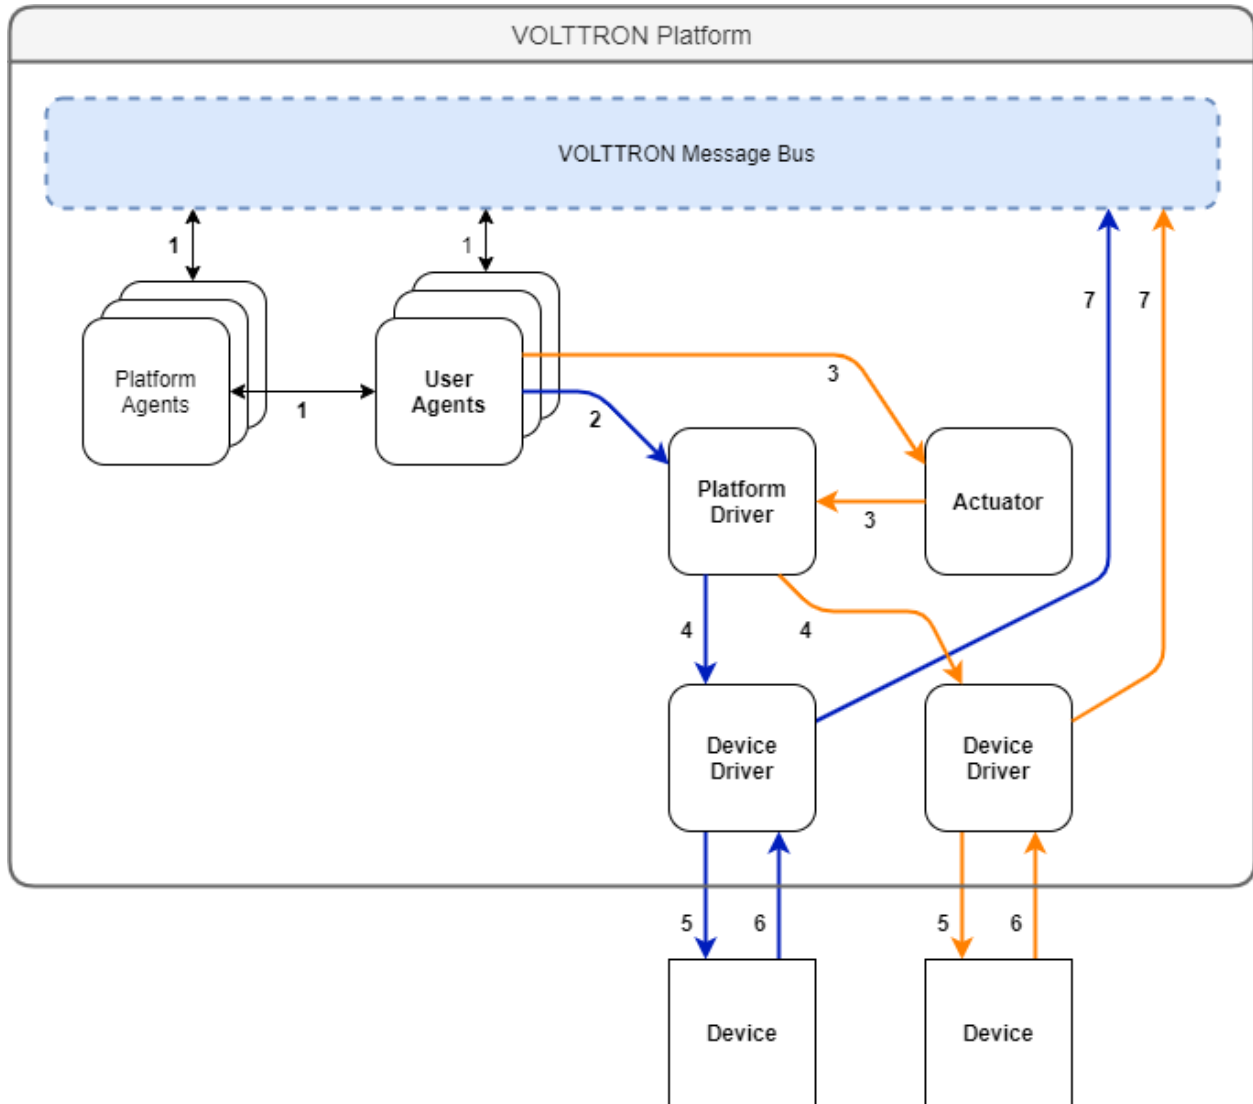 VOLTTRON Platform
VOLTTRON Message Bus
1
1
7
7
Platform
Agents
1
User
Agents
2
3
Platform
Driver
3
Actuator
4
4
Device
Driver
Device
Driver
5
6
5
6
Device
Device